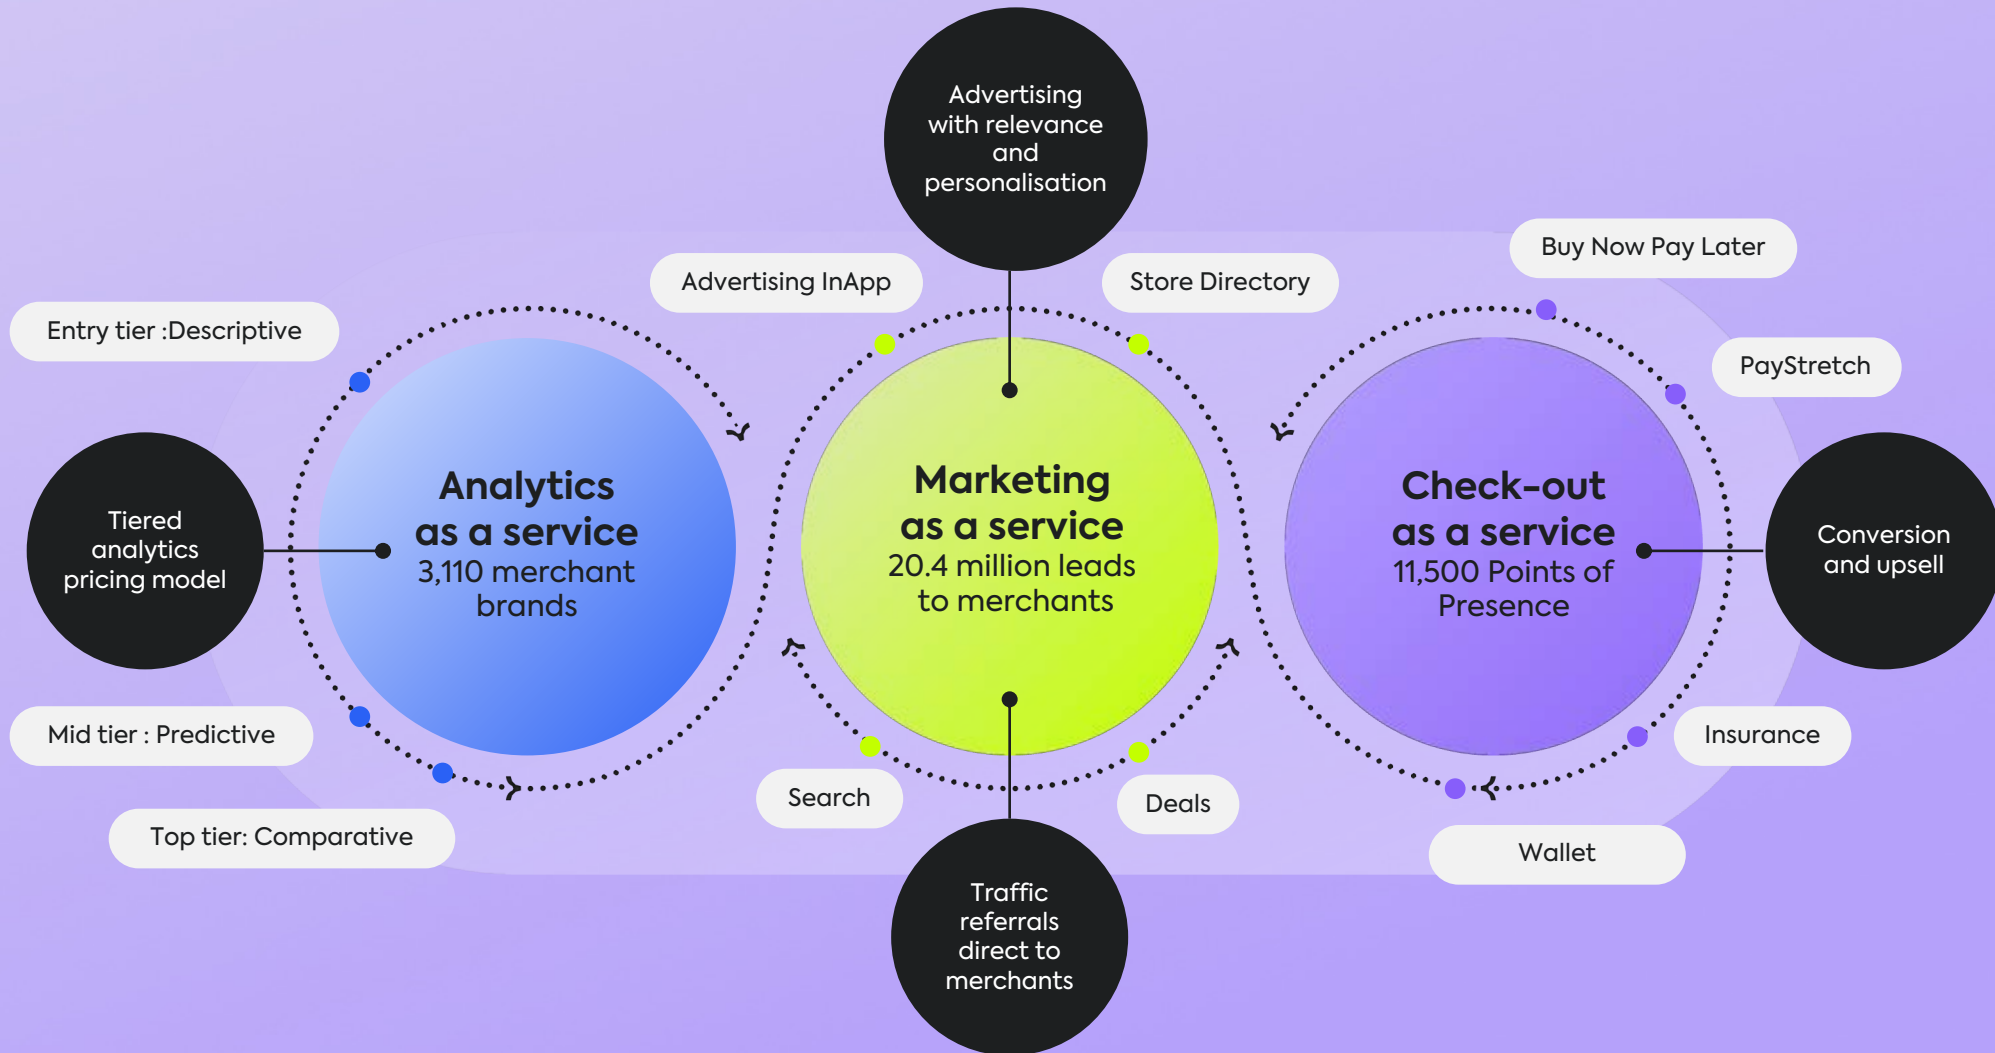 Advertising
with relevance
and
personalisation
Buy Now Pay Later
Advertising InApp
Store Directory
Entry tier :Descriptive
PayStretch
Tiered
analytics
pricing model
Analytics
as a service
3,110 merchant
brands
Marketing
as a service
20.4 million leads
to merchants
Check-out
as a service
11,500 Points of
Presence
Conversion
and upsell
Mid tier : Predictive
Insurance
Search
Deals
Top tier: Comparative
Wallet
Traffic
referrals
direct to
merchants